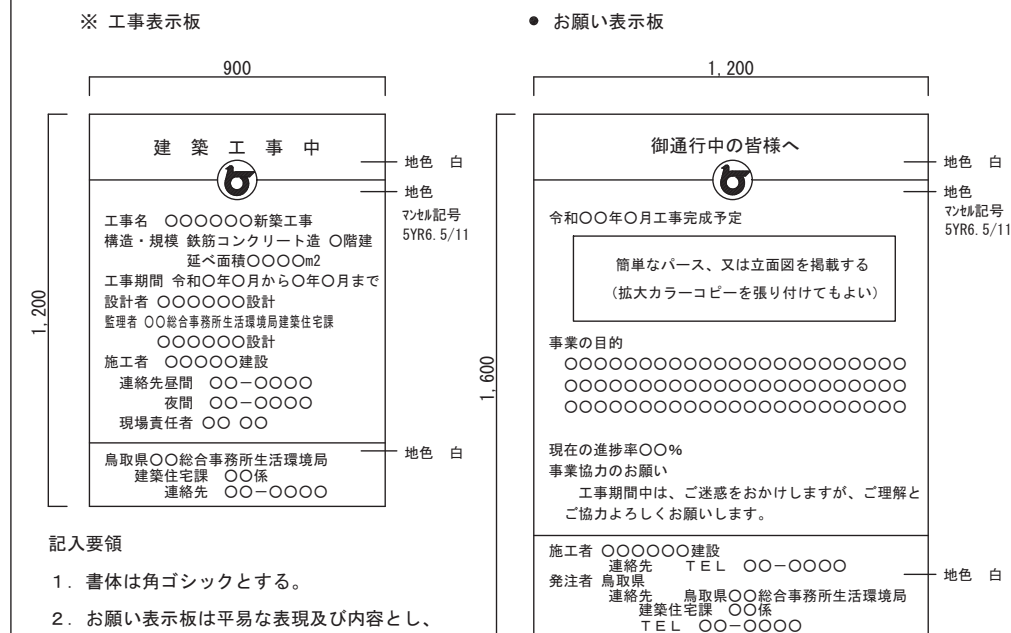 ※ 工事表示板
900
1,200
建 築 工 事 中
地色 白
地色
ﾏﾝｾﾙ記号
5YR6.5/11
工事名 〇〇〇〇〇〇新築工事
構造・規模 鉄筋コンクリート造 〇階建
延べ面積〇〇〇〇m2
工事期間 令和〇年〇月から〇年〇月まで
設計者 〇〇〇〇〇〇設計
監理者 〇〇総合事務所生活環境局建築住宅課
〇〇〇〇〇〇設計
施工者 〇〇〇〇〇建設
連絡先昼間 〇〇－〇〇〇〇
夜間 〇〇－〇〇〇〇
現場責任者 〇〇 〇〇
鳥取県〇〇総合事務所生活環境局
建築住宅課 〇〇係
連絡先 〇〇－〇〇〇〇
地色 白
記入要領
１．書体は角ゴシックとする。
２．お願い表示板は平易な表現及び内容とし、
● お願い表示板
1,200
1,600
御通行中の皆様へ
地色 白
地色
ﾏﾝｾﾙ記号
5YR6.5/11
令和〇〇年〇月工事完成予定
簡単なパース、又は立面図を掲載する
（拡大カラーコピーを張り付けてもよい）
事業の目的
〇〇〇〇〇〇〇〇〇〇〇〇〇〇〇〇〇〇〇〇〇〇
〇〇〇〇〇〇〇〇〇〇〇〇〇〇〇〇〇〇〇〇〇〇
〇〇〇〇〇〇〇〇〇〇〇〇〇〇〇〇〇〇〇〇〇〇
現在の進捗率〇〇%
事業協力のお願い
工事期間中は、ご迷惑をおかけしますが、ご理解と
ご協力よろしくお願いします。
施工者 〇〇〇〇〇〇建設
連絡先 ＴＥＬ 〇〇－〇〇〇〇
発注者 鳥取県
連絡先 鳥取県〇〇総合事務所生活環境局
建築住宅課 〇〇係
ＴＥＬ 〇〇－〇〇〇〇
地色 白